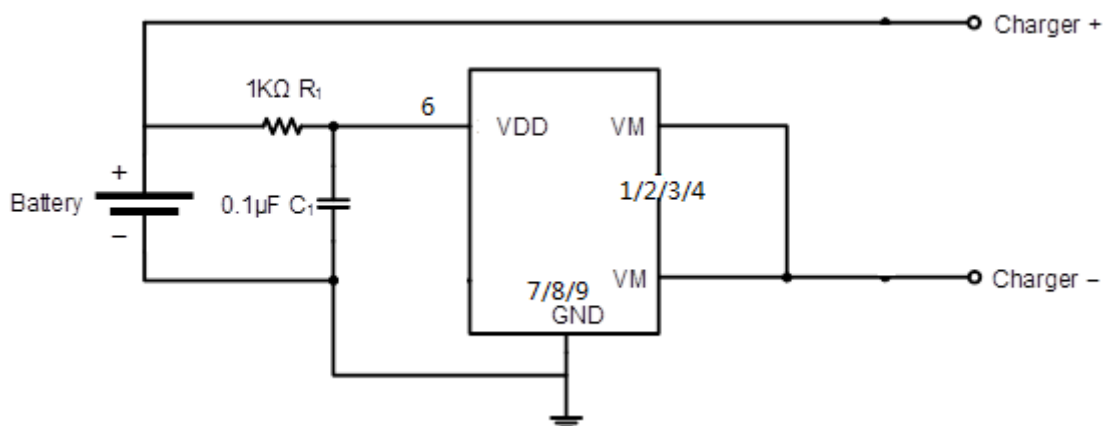 Charger +
1KΩ R₁
6
VDD
VM
+
Battery
0.1μF C₁
1/2/3/4
−
7/8/9
VM
GND
Charger −